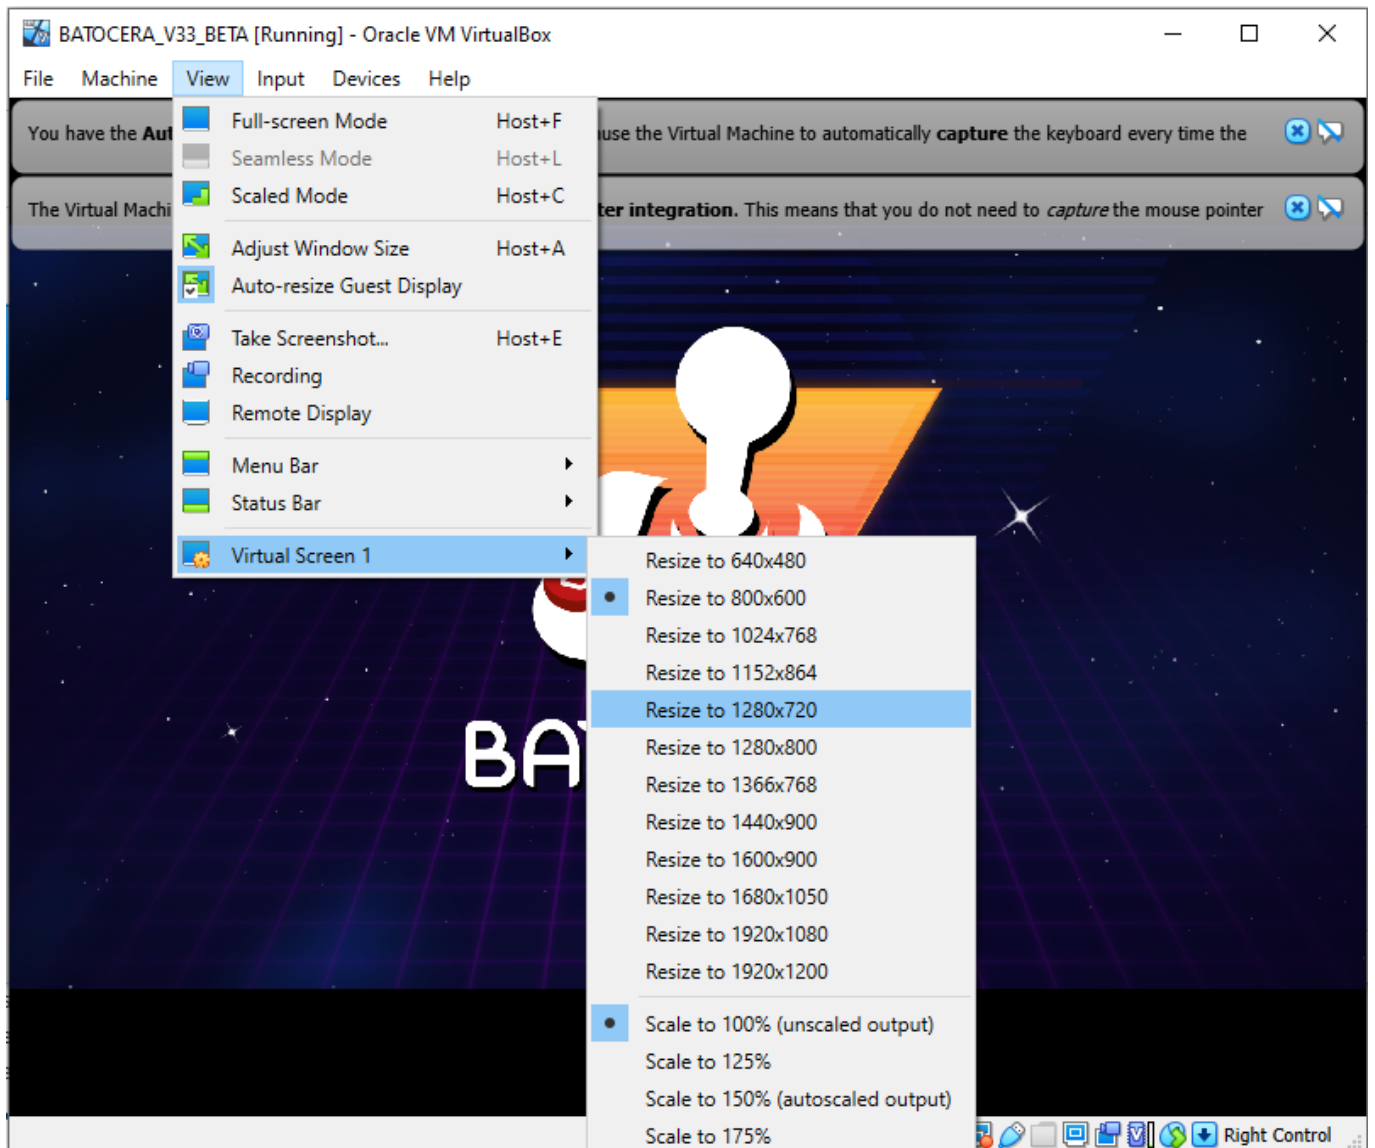 BATOCERA_V33_BETA [Running] - Oracle VM VirtualBox
File Machine View Input Devices Help
You have the Aut
use the Virtual Machine to automatically capture the keyboard every time the
The Virtual Machi
ter integration. This means that you do not need to capture the mouse pointer
Full-screen Mode Host+F
Seamless Mode Host+L
Scaled Mode Host+C
Adjust Window Size Host+A
Auto-resize Guest Display
Take Screenshot... Host+E
Recording
Remote Display
Menu Bar
Status Bar
Virtual Screen 1
Resize to 640x480
Resize to 800x600
Resize to 1024x768
Resize to 1152x864
Resize to 1280x720
Resize to 1280x800
Resize to 1366x768
Resize to 1440x900
Resize to 1600x900
Resize to 1680x1050
Resize to 1920x1080
Resize to 1920x1200
Scale to 100% (unscaled output)
Scale to 125%
Scale to 150% (autoscaled output)
Scale to 175%
BA
Right Control